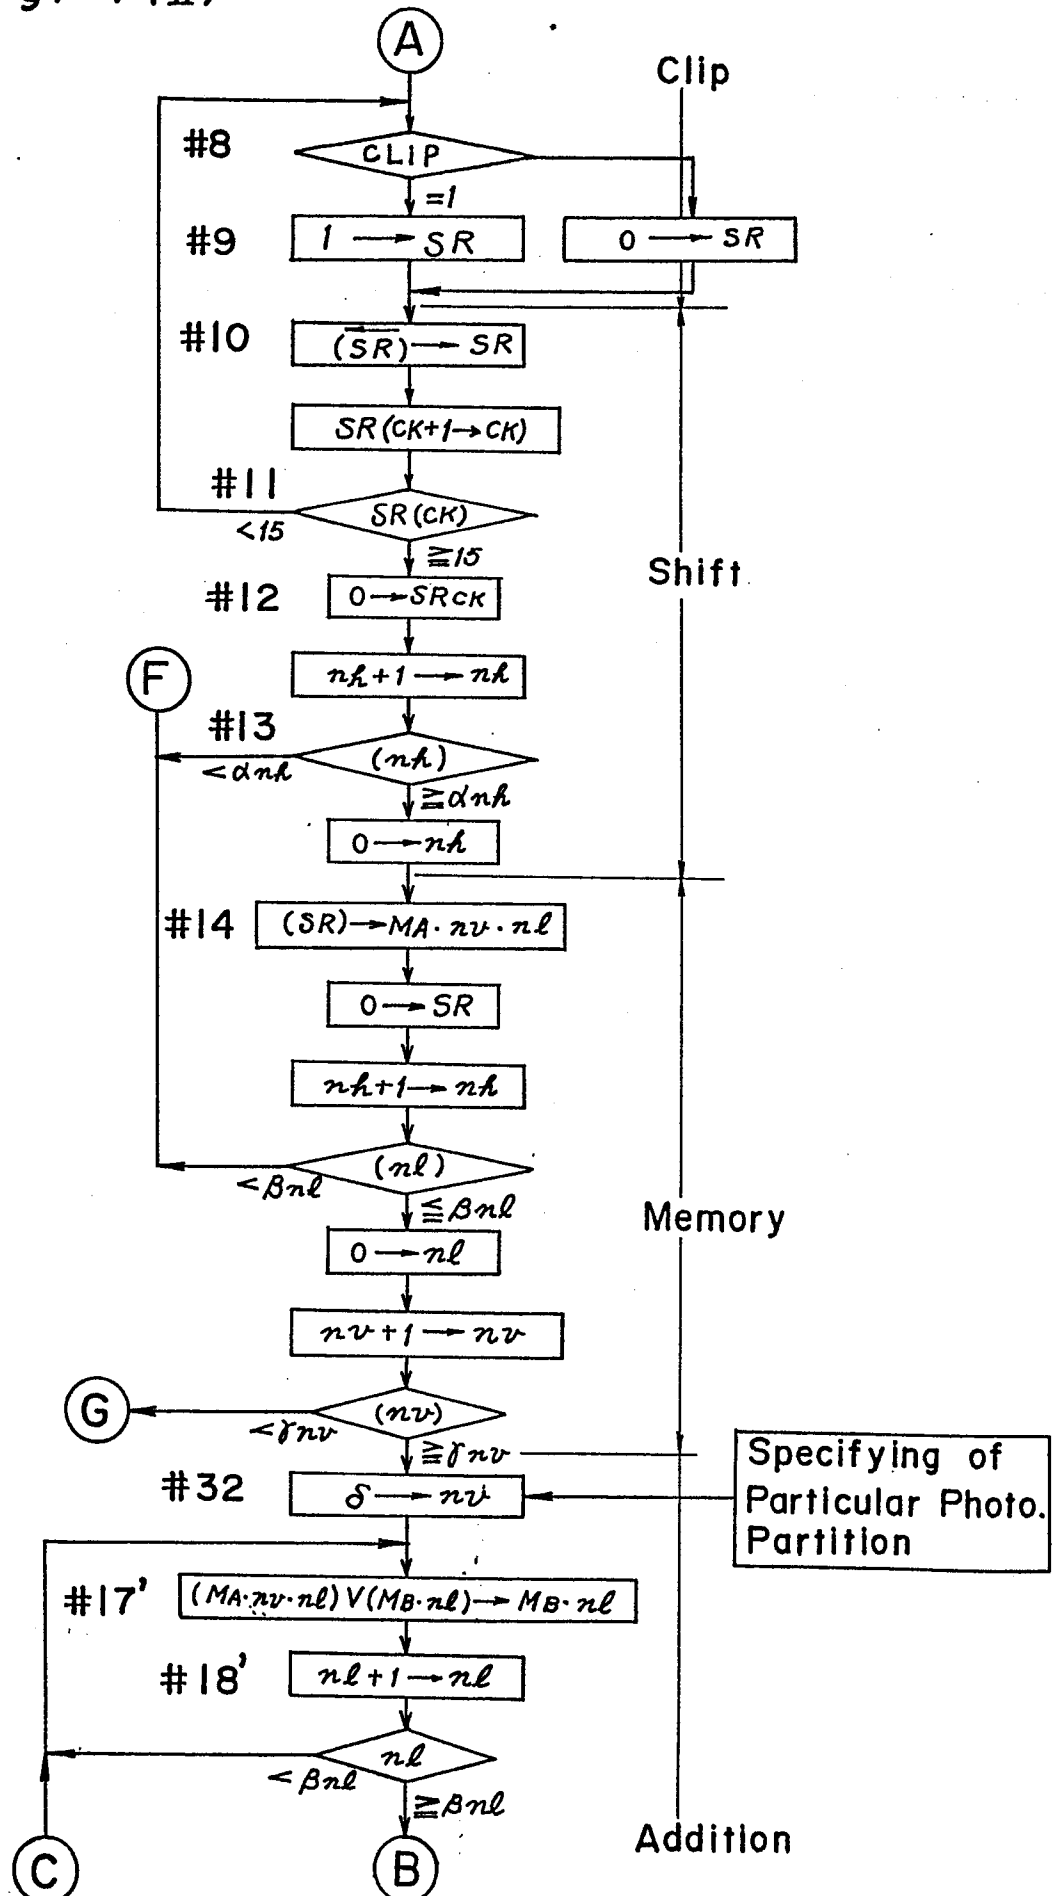 A
Clip
#8
CLIP
=1
#9
1 → SR
0 → SR
#10
(SR) → SR
SR(CK+1→CK)
#11
SR(CK)
<15
≧15
Shift
#12
0→SRCK
nh+1 → nh
F
#13
(nh)
<αnh
≧αnh
0 → nh
#14
(SR)→MA·nv·nl
0 → SR
nh+1 → nh
(nl)
<βnl
≦βnl
Memory
0 → nl
nv+1 → nv
G
(nv)
<γnv
≧γnv
Specifying of
Particular Photo.
Partition
#32
δ → nv
#17'
(MA·nv·nl)V(MB·nl)→MB·nl
#18'
nl+1→nl
nl
<βnl
≧βnl
Addition
C
B